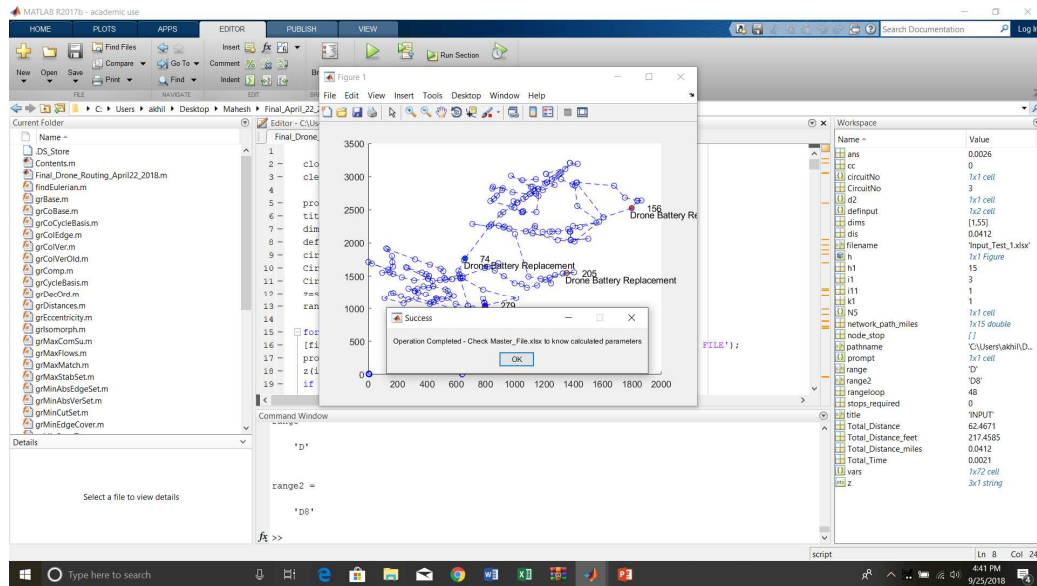 MATLAB R2017b - academic use
HOME PLOTS APPS EDITOR PUBLISH VIEW
Search Documentation Log In
New Open Save
Find Files
Compare
Print
Go To
Find
Insert
Comment
Indent
Run Section
FILE NAVIGATE EDIT
C: Users akhil Desktop Mahesh
Current Folder
Name
.DS_Store
Contents.m
Final_Drone_Routing_April22_2018.m
findEulerian.m
grBase.m
grCoBase.m
grCoCycleBasis.m
grColEdge.m
grColVer.m
grColVerOld.m
grComp.m
grCycleBasis.m
grDecOrd.m
grDistances.m
grEccentricity.m
grIsomorph.m
grMaxComSu.m
grMaxFlows.m
grMaxMatch.m
grMaxStabSet.m
grMinAbsEdgeSet.m
grMinAbsVerSet.m
grMinCutSet.m
grMinEdgeCover.m
Details
Select a file to view details
1
2 - clo
3 - cle
4
5 - pro
6 - tit
7 - dim
8 - def
9 - cir
10 - Cir
11 - Cir
13 - ran
14
15 - for
16 - [fi FILE');
17 - pro
18 - z(i
19 - if
Figure 1
File Edit View Insert Tools Desktop Window Help
3500
3000
2500
2000
1500
1000
500
0
0 200 400 600 800 1000 1200 1400 1600 1800 2000
156
Drone Battery Re
74
Drone Battery Replacement
205
Drone Battery Replacement
279
Success
Operation Completed - Check Master_File.xlsx to know calculated parameters
OK
Command Window
'D'
range2 =
'D8'
fx >>
Workspace
Name Value
ans 0.0026
cc 0
circuitNo 1x1 cell
CircuitNo 3
d2 1x1 cell
definput 1x2 cell
dims [1,55]
dis 0.0412
filename 'Input_Test_1.xlsx'
h 1x1 Figure
h1 15
i1 3
i11 1
k1 1
N5 1x1 cell
network_path_miles 1x15 double
node_stop []
pathname 'C:\Users\akhil\D...
prompt 1x1 cell
range 'D'
range2 'D8'
rangeloop 48
stops_required 0
title 'INPUT'
Total_Distance 62.4671
Total_Distance_feet 217.4585
Total_Distance_miles 0.0412
Total_Time 0.0021
vars 1x72 cell
z 3x1 string
script Ln 8 Col 24
Type here to search
4:41 PM
9/25/2018